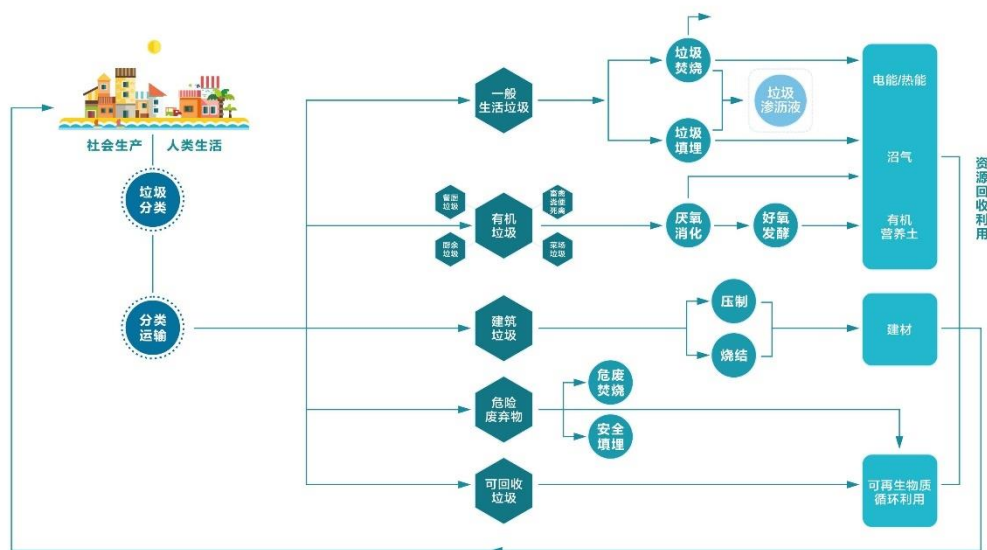 社会生产
人类生活
垃圾
分类
分类
运输
一般
生活垃圾
垃圾
焚烧
垃圾
填埋
垃圾
渗沥液
餐厨
垃圾
厨余
垃圾
有机
垃圾
畜禽
粪便
死禽
菜场
垃圾
厌氧
消化
好氧
发酵
电能/热能
沼气
有机
营养土
建筑
垃圾
压制
烧结
建材
危险
废弃物
危废
焚烧
安全
填埋
可回收
垃圾
可再生物质
循环利用
资源回收利用